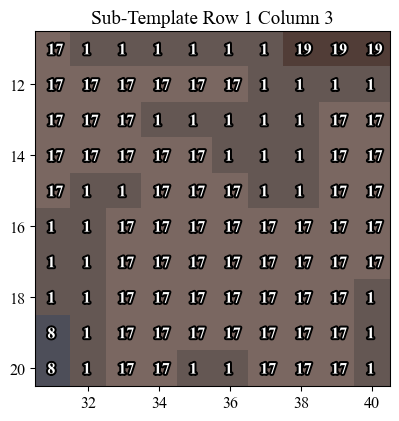 Sub-Template Row 1 Column 3
17 1 1 1 1 1 1 19 19 19
12 17 17 17 17 17 17 1 1 1 1
17 17 17 1 1 1 1 1 17 17
14 17 17 17 17 17 1 1 1 17 17
17 1 1 17 17 17 1 1 17 17
16 1 1 17 17 17 17 17 17 17 17
1 1 17 17 17 17 17 17 17 17
18 1 1 17 17 17 17 17 17 17 1
8 1 17 17 17 17 17 17 17 1
20 8 1 17 17 1 1 17 17 17 1
32 34 36 38 40